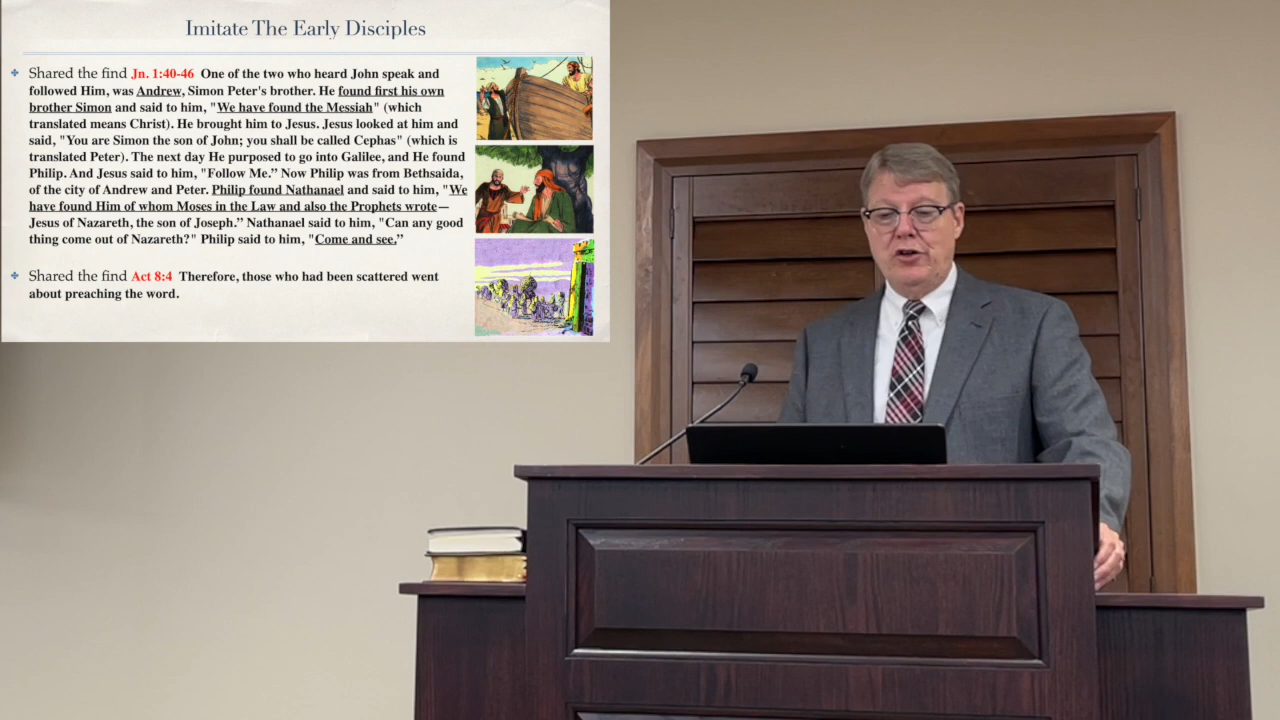 Imitate The Early Disciples
Shared the find Jn. 1:40-46 One of the two who heard John speak and
followed Him, was Andrew, Simon Peter's brother. He found first his own
brother Simon and said to him, "We have found the Messiah" (which
translated means Christ). He brought him to Jesus. Jesus looked at him and
said, "You are Simon the son of John; you shall be called Cephas" (which is
translated Peter). The next day He purposed to go into Galilee, and He found
Philip. And Jesus said to him, "Follow Me.” Now Philip was from Bethsaida,
of the city of Andrew and Peter. Philip found Nathanael and said to him, "We
have found Him of whom Moses in the Law and also the Prophets wrote—
Jesus of Nazareth, the son of Joseph.” Nathanael said to him, "Can any good
thing come out of Nazareth?" Philip said to him, "Come and see.”
Shared the find Act 8:4 Therefore, those who had been scattered went
about preaching the word.